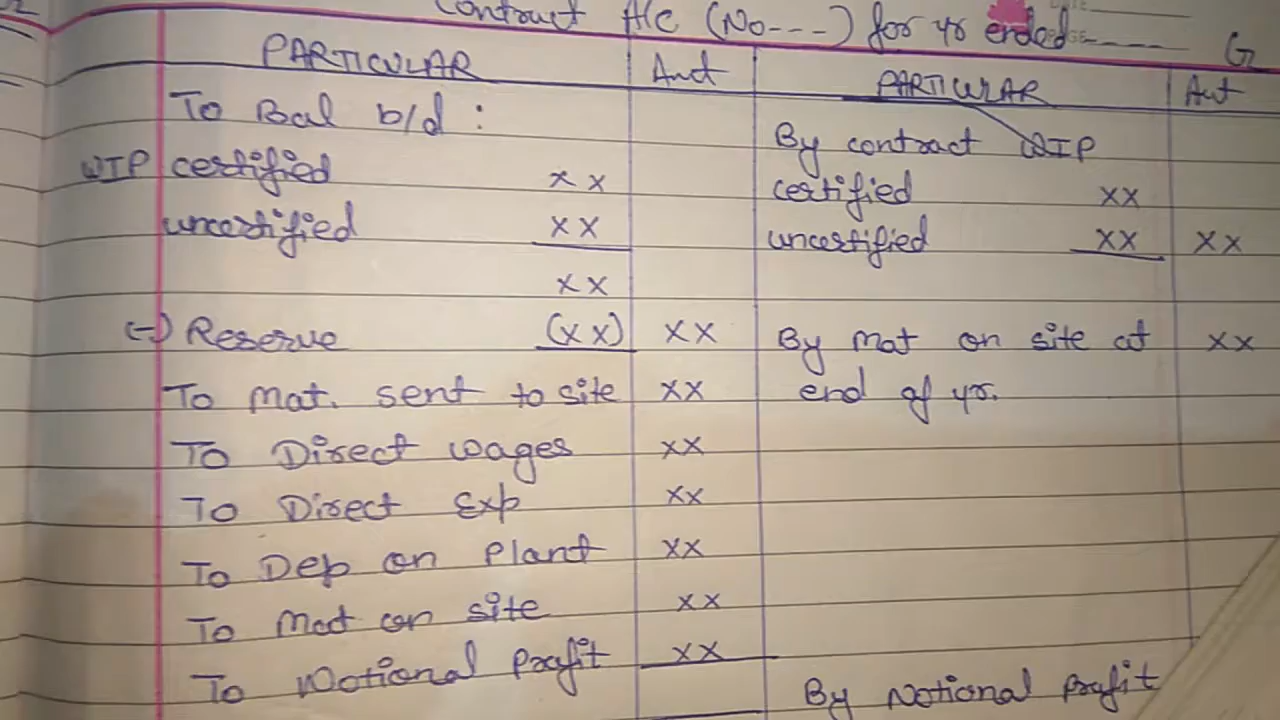 Contract A/c (No---) for yr ended -----
PARTICULAR Amt PARTICULAR Amt
To Bal b/d :
By contract WIP
WIP certified x x certified xx
uncertified xx uncertified xx xx
x x
(-) Reserve (xx) xx By mat on site at xx
To mat. sent to site xx end of yr.
To Direct wages xx
To Direct Exp xx
To Dep on Plant xx
To mat on site xx
To Notional Profit xx
By Notional Profit